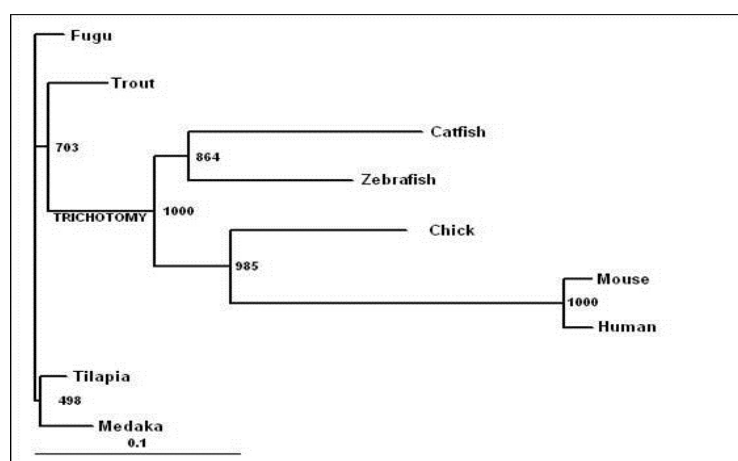 Fugu
Trout
Catfish
703
864
Zebrafish
TRICHOTOMY
1000
Chick
985
Mouse
1000
Human
Tilapia
498
Medaka
0.1